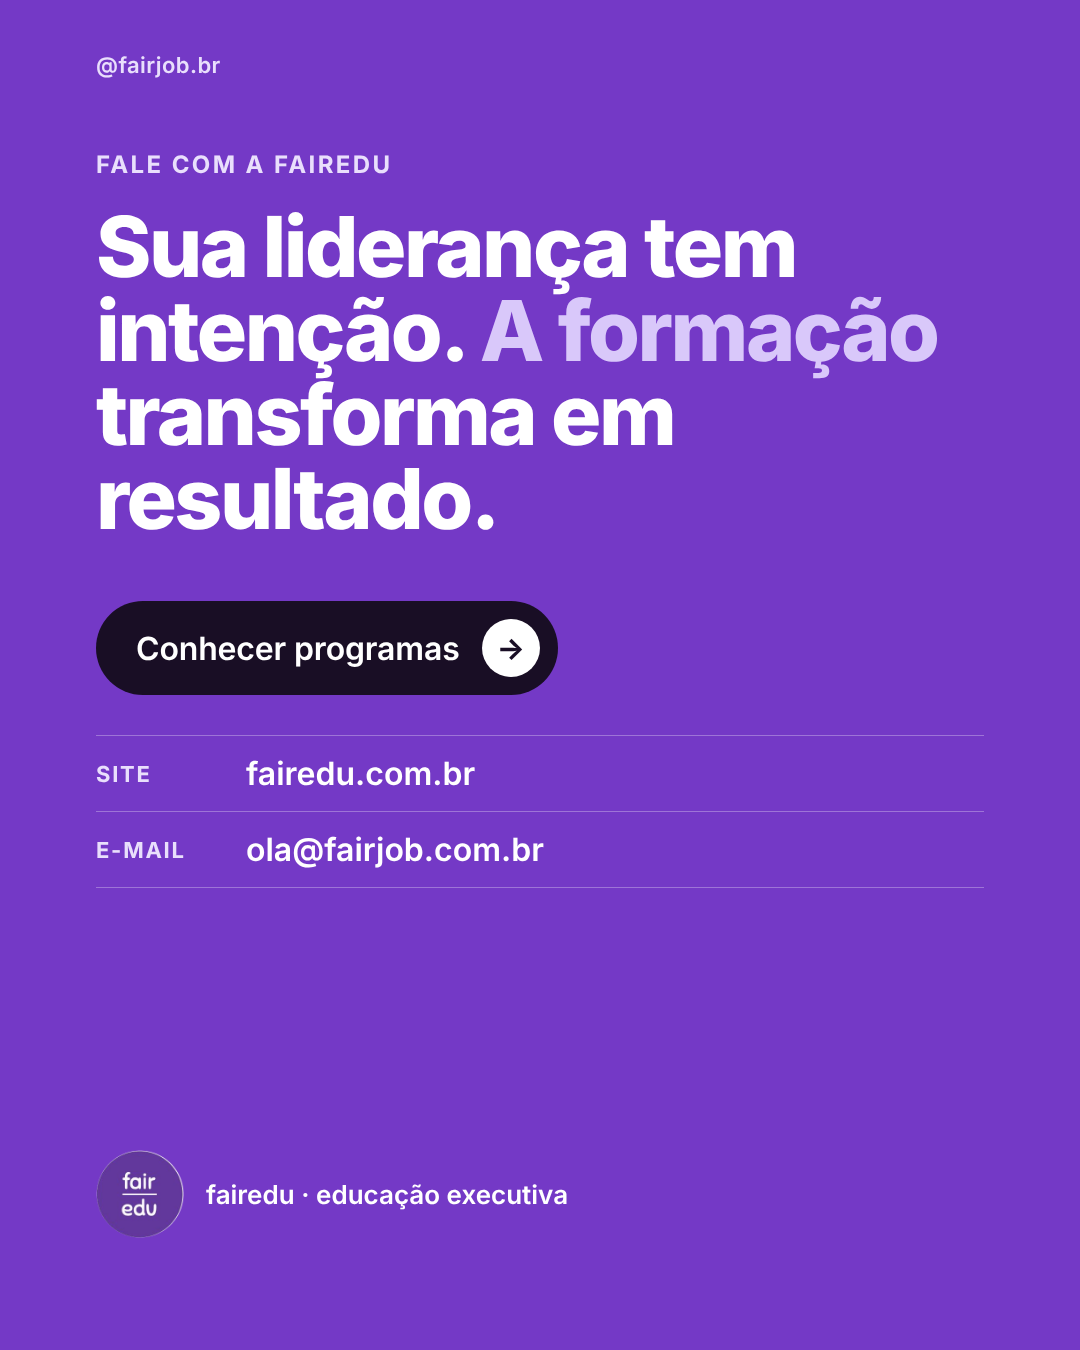 @fairjob.br
FALE COM A FAIREDU
Sua liderança tem
intenção. A formação
transforma em
resultado.
Conhecer programas →
SITE fairedu.com.br
E-MAIL ola@fairjob.com.br
fair
edu
fairedu · educação executiva